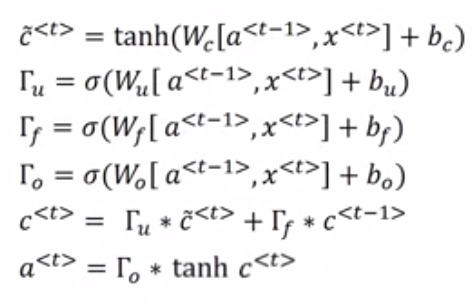 c̃^{<t>} = tanh(W_c[a^{<t−1>}, x^{<t>}] + b_c)
Γ_u = σ(W_u[ a^{<t−1>}, x^{<t>}] + b_u)
Γ_f = σ(W_f[ a^{<t−1>}, x^{<t>}] + b_f)
Γ_o = σ(W_o[ a^{<t−1>}, x^{<t>}] + b_o)
c^{<t>} = Γ_u * c̃^{<t>} + Γ_f * c^{<t−1>}
a^{<t>} = Γ_o * tanh c^{<t>}